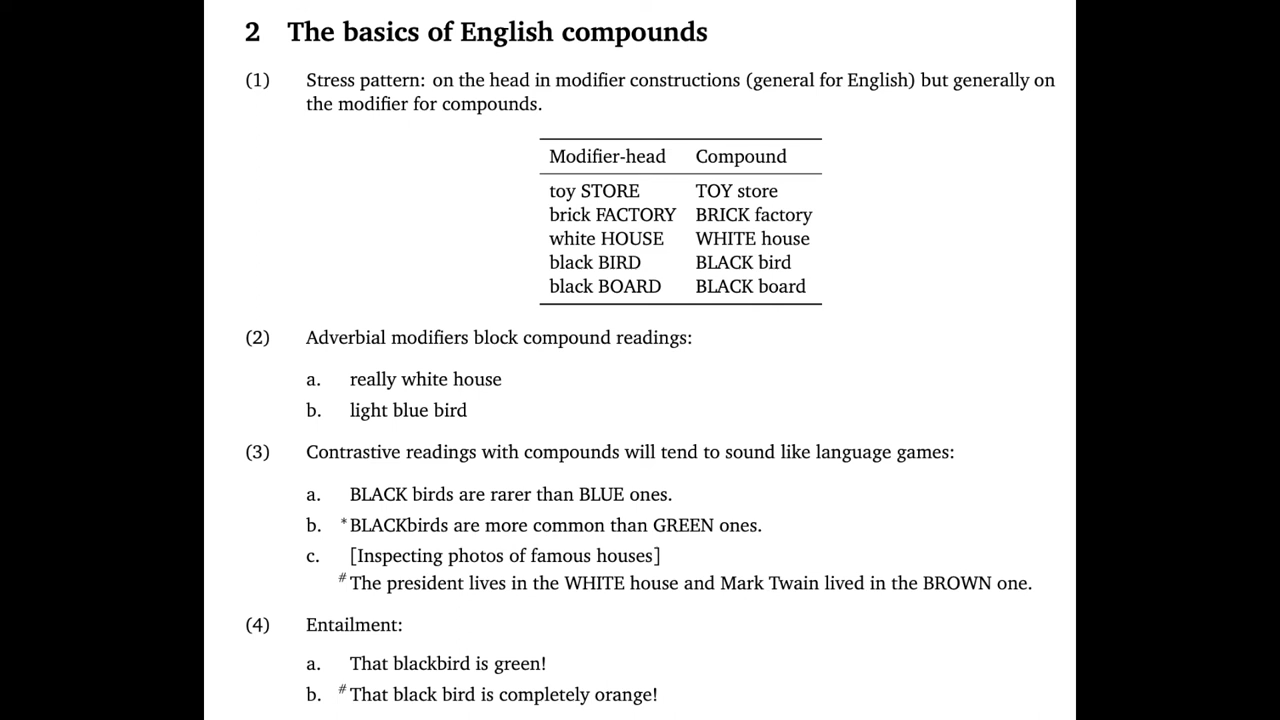 2 The basics of English compounds
(1) Stress pattern: on the head in modifier constructions (general for English) but generally on
the modifier for compounds.
Modifier-head Compound
toy STORE TOY store
brick FACTORY BRICK factory
white HOUSE WHITE house
black BIRD BLACK bird
black BOARD BLACK board
(2) Adverbial modifiers block compound readings:
a. really white house
b. light blue bird
(3) Contrastive readings with compounds will tend to sound like language games:
a. BLACK birds are rarer than BLUE ones.
b. *BLACKbirds are more common than GREEN ones.
c. [Inspecting photos of famous houses]
#The president lives in the WHITE house and Mark Twain lived in the BROWN one.
(4) Entailment:
a. That blackbird is green!
b. #That black bird is completely orange!